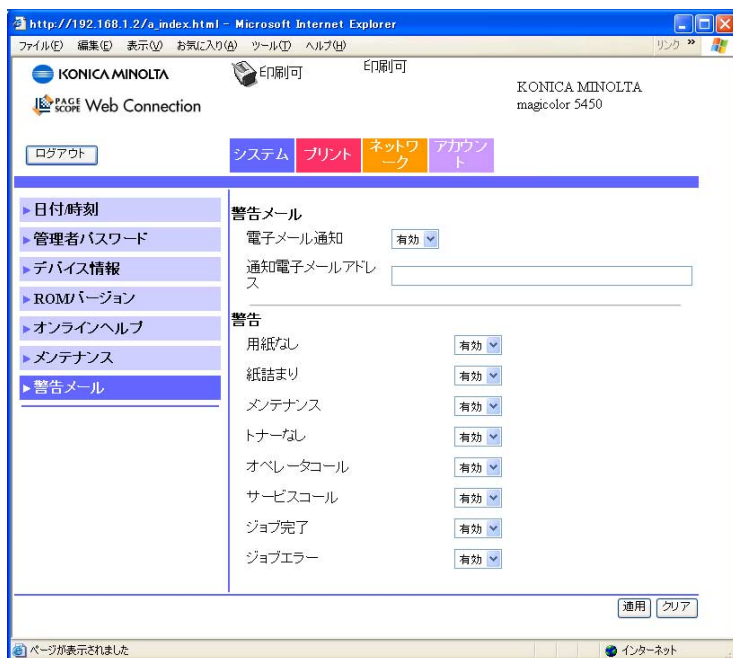 http://192.168.1.2/a_index.html - Microsoft Internet Explorer
ファイル(F) 編集(E) 表示(V) お気に入り(A) ツール(T) ヘルプ(H) リンク »
KONICA MINOLTA
印刷可
印刷可
KONICA MINOLTA
magicolor 5450
PAGE SCOPE Web Connection
ログアウト
システム
プリント
ネットワ
ーク
アカウン
ト
日付/時刻
管理者パスワード
デバイス情報
ROMバージョン
オンラインヘルプ
メンテナンス
警告メール
警告メール
電子メール通知 有効
通知電子メールアドレ
ス
警告
用紙なし 有効
紙詰まり 有効
メンテナンス 有効
トナーなし 有効
オペレータコール 有効
サービスコール 有効
ジョブ完了 有効
ジョブエラー 有効
適用 クリア
ページが表示されました インターネット